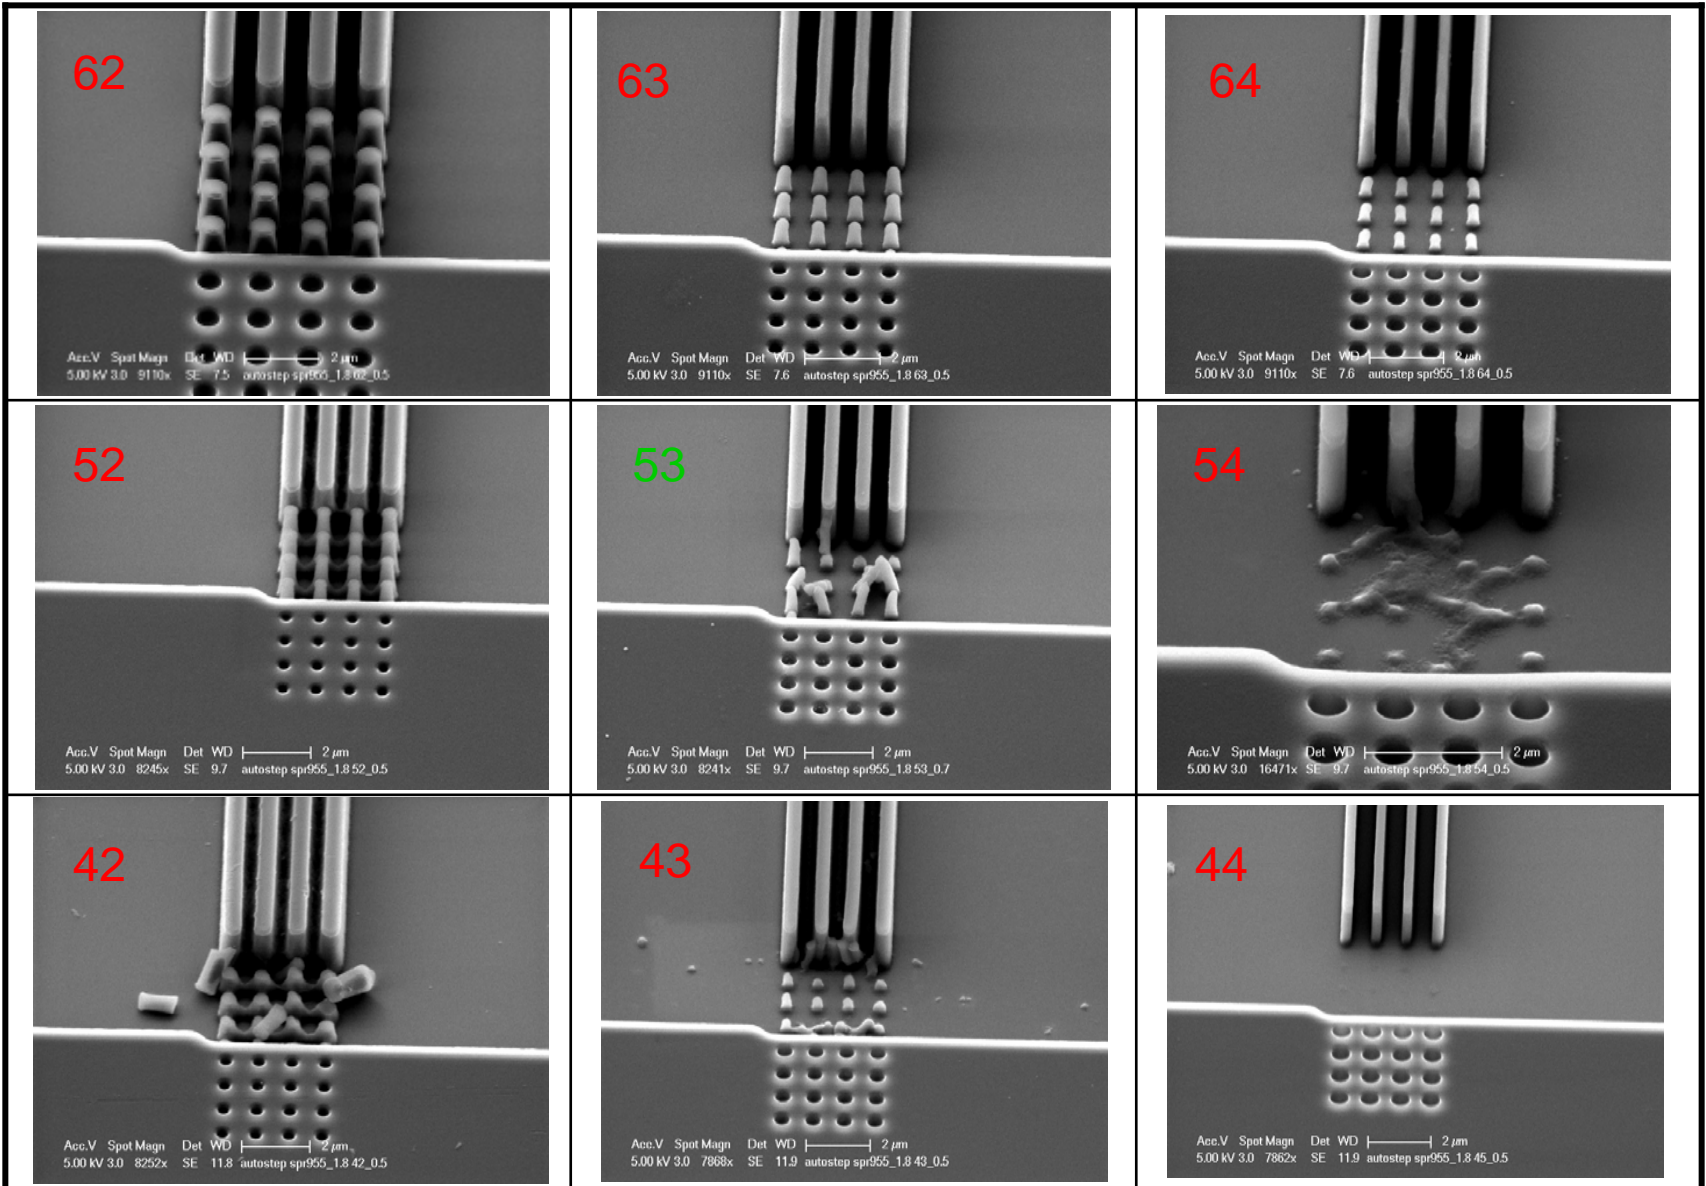 62
Acc.V Spot Magn Det WD 2 µm
5.00 kV 3.0 9110x SE 7.5 autostep spr955_1.8 62_0.5
63
Acc.V Spot Magn Det WD 2 µm
5.00 kV 3.0 9110x SE 7.6 autostep spr955_1.8 63_0.5
64
Acc.V Spot Magn Det WD 2 µm
5.00 kV 3.0 9110x SE 7.6 autostep spr955_1.8 64_0.5
52
Acc.V Spot Magn Det WD 2 µm
5.00 kV 3.0 8245x SE 9.7 autostep spr955_1.8 52_0.5
53
Acc.V Spot Magn Det WD 2 µm
5.00 kV 3.0 8241x SE 9.7 autostep spr955_1.8 53_0.7
54
Acc.V Spot Magn Det WD 2 µm
5.00 kV 3.0 16471x SE 9.7 autostep spr955_1.8 54_0.5
42
Acc.V Spot Magn Det WD 2 µm
5.00 kV 3.0 8252x SE 11.8 autostep spr955_1.8 42_0.5
43
Acc.V Spot Magn Det WD 2 µm
5.00 kV 3.0 7868x SE 11.9 autostep spr955_1.8 43_0.5
44
Acc.V Spot Magn Det WD 2 µm
5.00 kV 3.0 7862x SE 11.9 autostep spr955_1.8 45_0.5